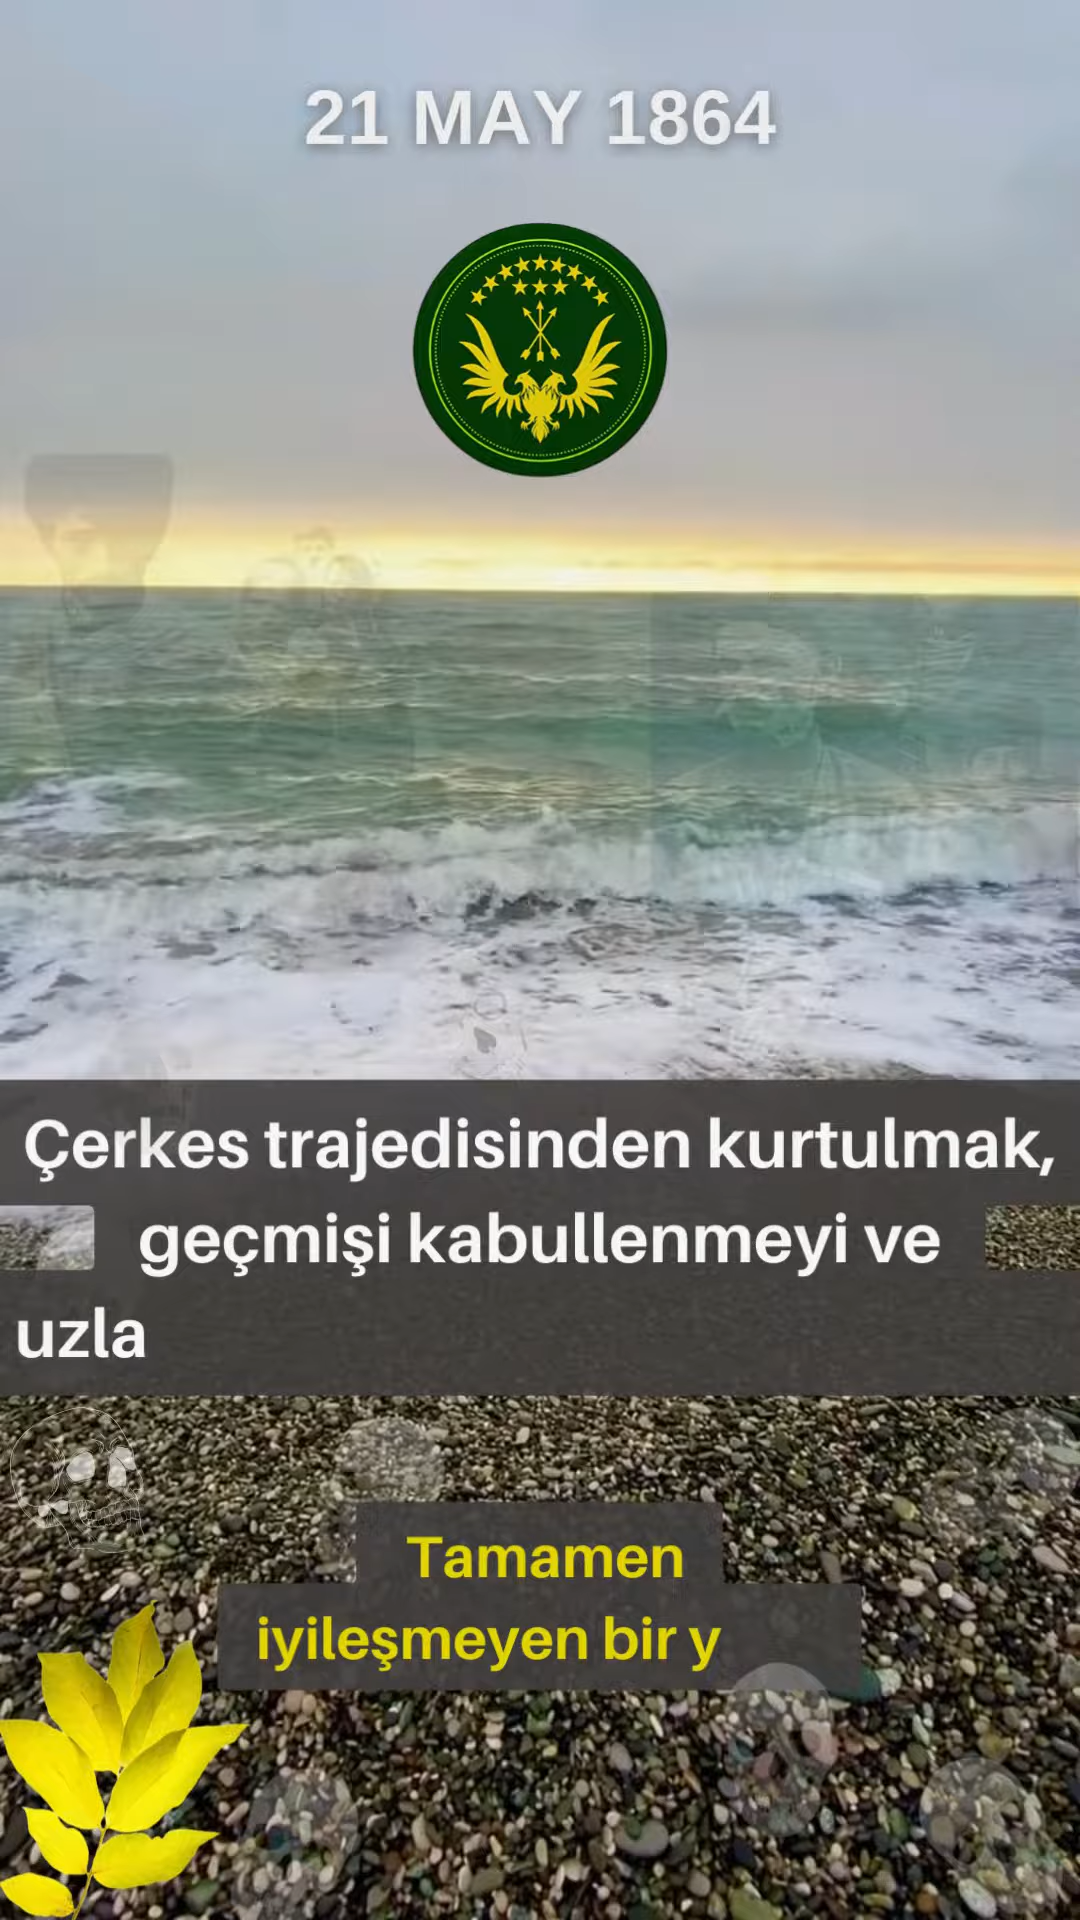 21 MAY 1864
Çerkes trajedisinden kurtulmak,
geçmişi kabullenmeyi ve
uzla
Tamamen
iyileşmeyen bir y